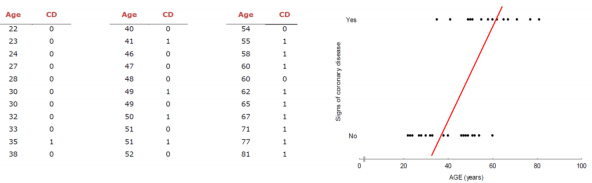 Age CD Age CD Age CD
22 0 40 0 54 0
23 0 41 1 55 1
24 0 46 0 58 1
27 0 47 0 60 1
28 0 48 0 60 0
30 0 49 1 62 1
30 0 49 0 65 1
32 0 50 1 67 1
33 0 51 0 71 1
35 1 51 1 77 1
38 0 52 0 81 1
Yes
Signs of coronary disease
No
0 20 40 60 80 100
AGE (years)